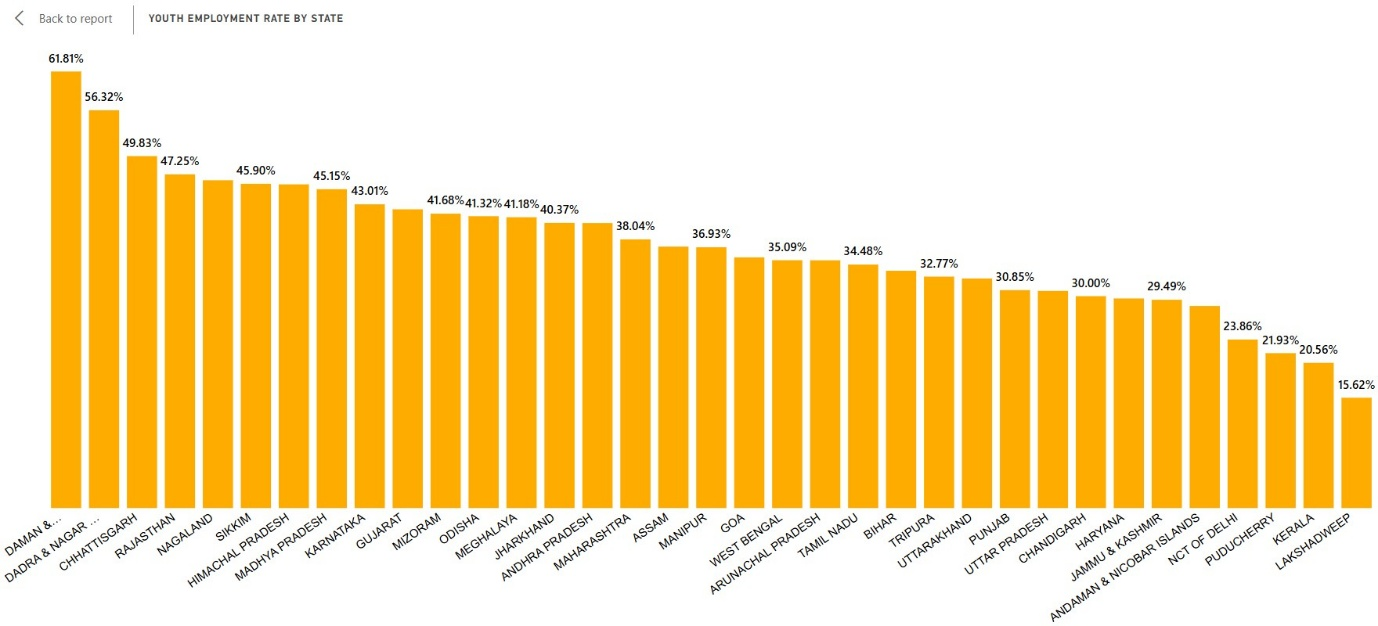 Back to report
YOUTH EMPLOYMENT RATE BY STATE
61.81%
56.32%
49.83%
47.25%
45.90%
45.15%
43.01%
41.68%
41.32%
41.18%
40.37%
38.04%
36.93%
35.09%
34.48%
32.77%
30.85%
30.00%
29.49%
23.86%
21.93%
20.56%
15.62%
DAMAN &...
DADRA & NAGAR ...
CHHATTISGARH
RAJASTHAN
NAGALAND
SIKKIM
HIMACHAL PRADESH
MADHYA PRADESH
KARNATAKA
GUJARAT
MIZORAM
ODISHA
MEGHALAYA
JHARKHAND
ANDHRA PRADESH
MAHARASHTRA
ASSAM
MANIPUR
GOA
WEST BENGAL
ARUNACHAL PRADESH
TAMIL NADU
BIHAR
TRIPURA
UTTARAKHAND
PUNJAB
UTTAR PRADESH
CHANDIGARH
HARYANA
JAMMU & KASHMIR
ANDAMAN & NICOBAR ISLANDS
NCT OF DELHI
PUDUCHERRY
KERALA
LAKSHADWEEP